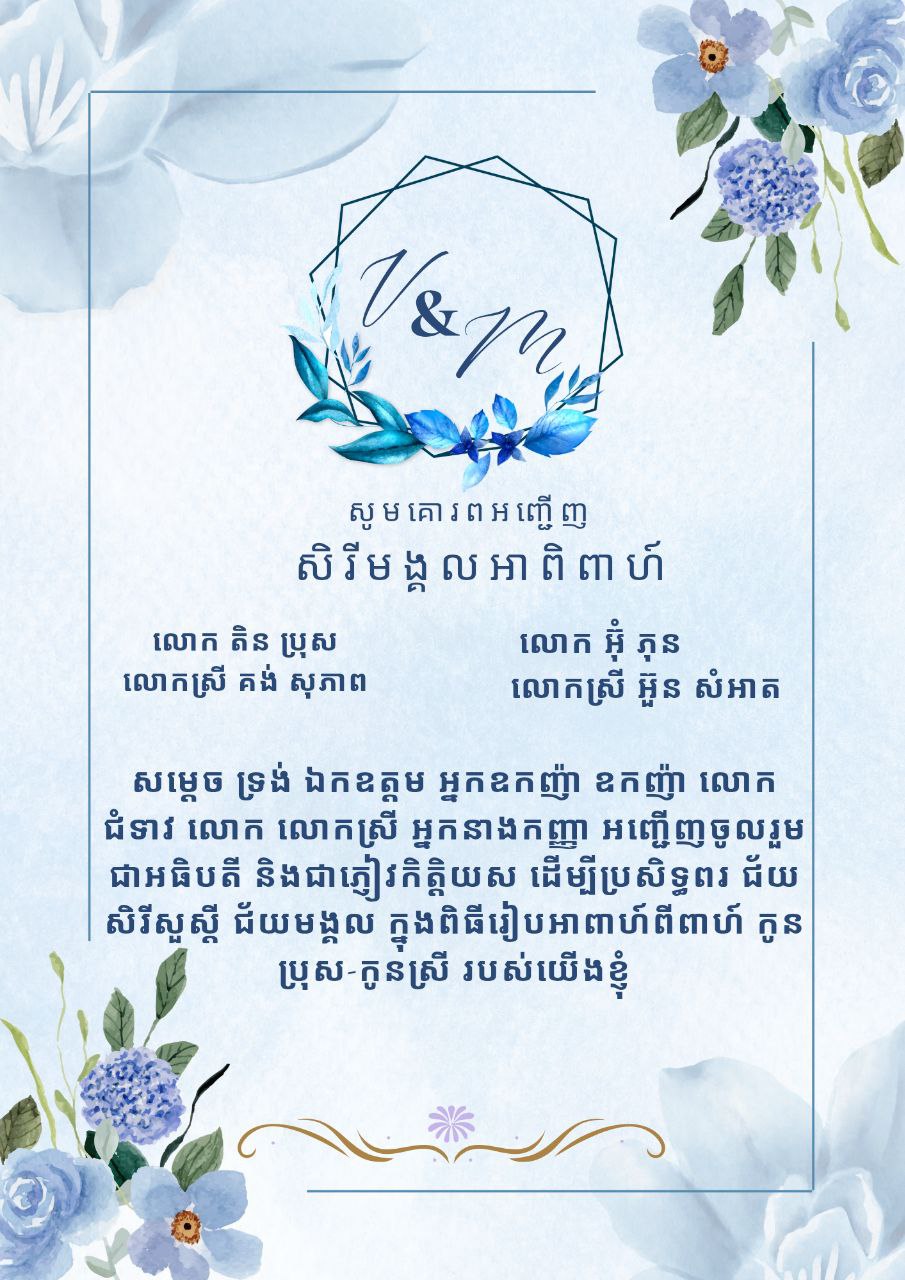 V
&
M
សូមគោរពអញ្ជើញ
សិរីមង្គលអាពិពាហ៍
លោក តិន ប្រុស
លោកស្រី គង់ សុភាព
លោក អ៊ុំ ភុន
លោកស្រី អ៊ួន សំអាត
សម្ដេច ទ្រង់ ឯកឧត្ដម អ្នកឧកញ៉ា ឧកញ៉ា លោក
ជំទាវ លោក លោកស្រី អ្នកនាងកញ្ញា អញ្ជើញចូលរួម
ជាអធិបតី និងជាភ្ញៀវកិត្តិយស ដើម្បីប្រសិទ្ធពរ ជ័យ
សិរីសួស្ដី ជ័យមង្គល ក្នុងពិធីរៀបអាពាហ៍ពីពាហ៍ កូន
ប្រុស-កូនស្រី របស់យើងខ្ញុំ